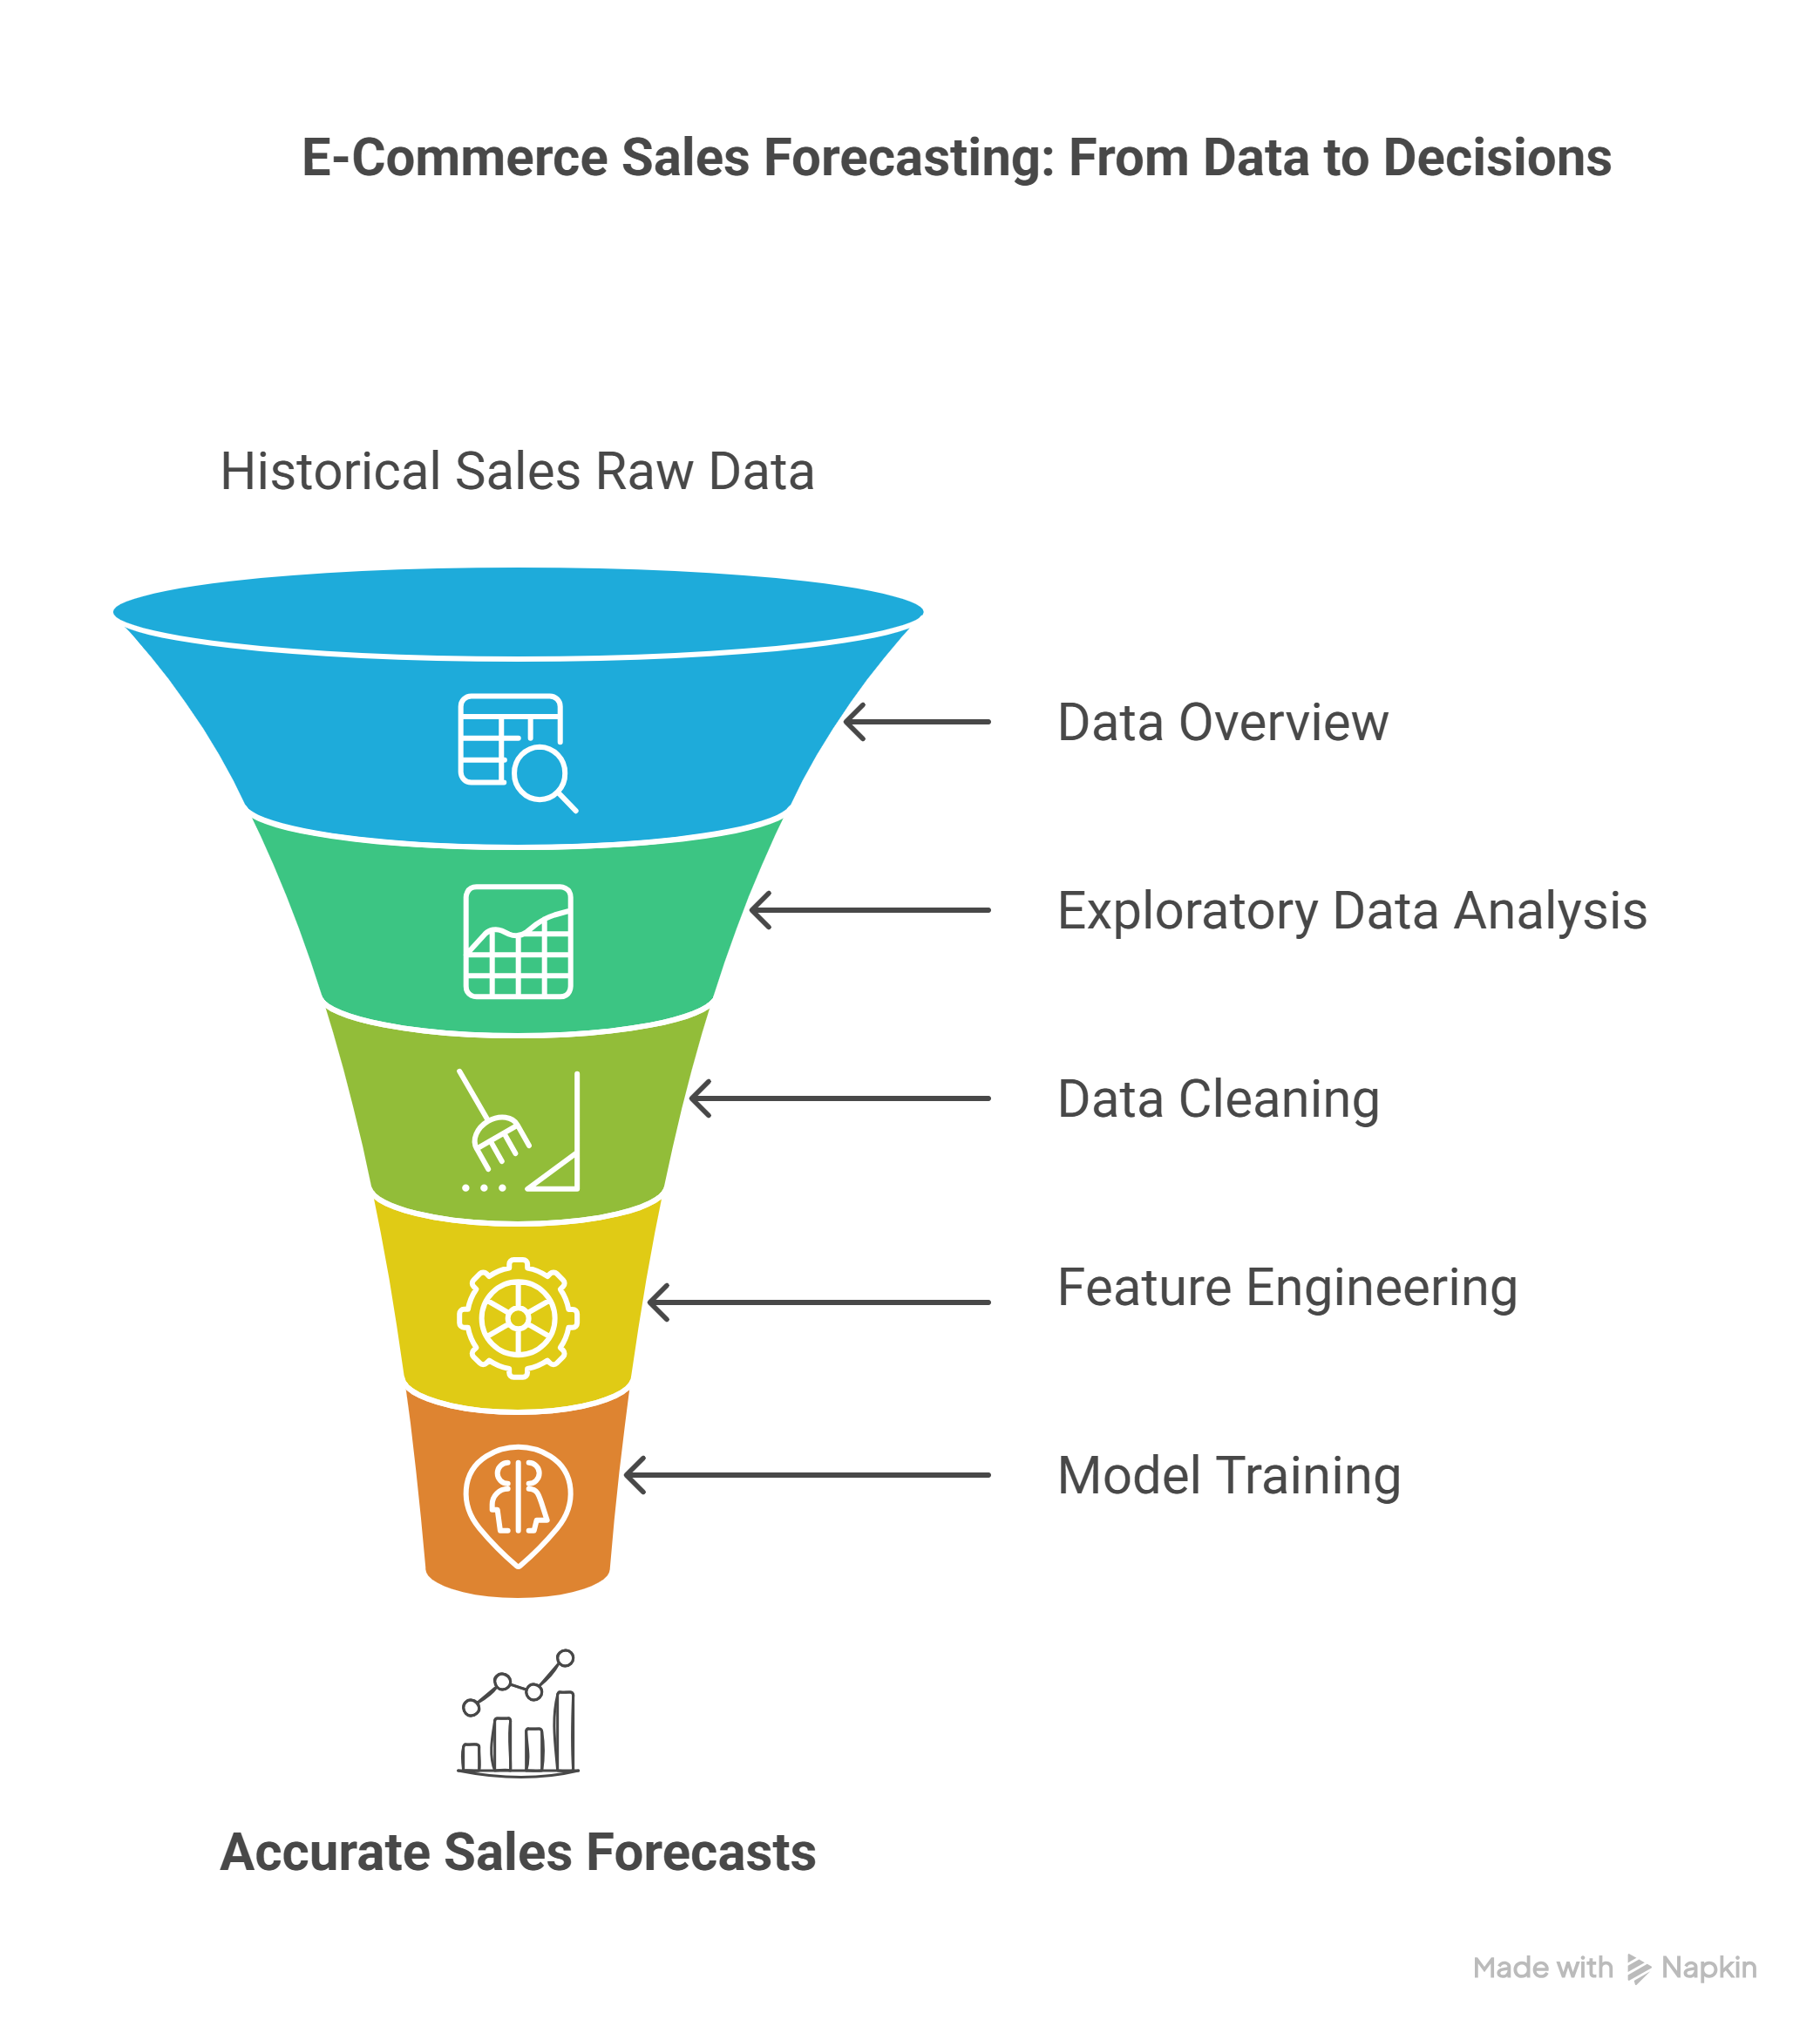 E-Commerce Sales Forecasting: From Data to Decisions
Historical Sales Raw Data
Data Overview
Exploratory Data Analysis
Data Cleaning
Feature Engineering
Model Training
Accurate Sales Forecasts
Made with Napkin